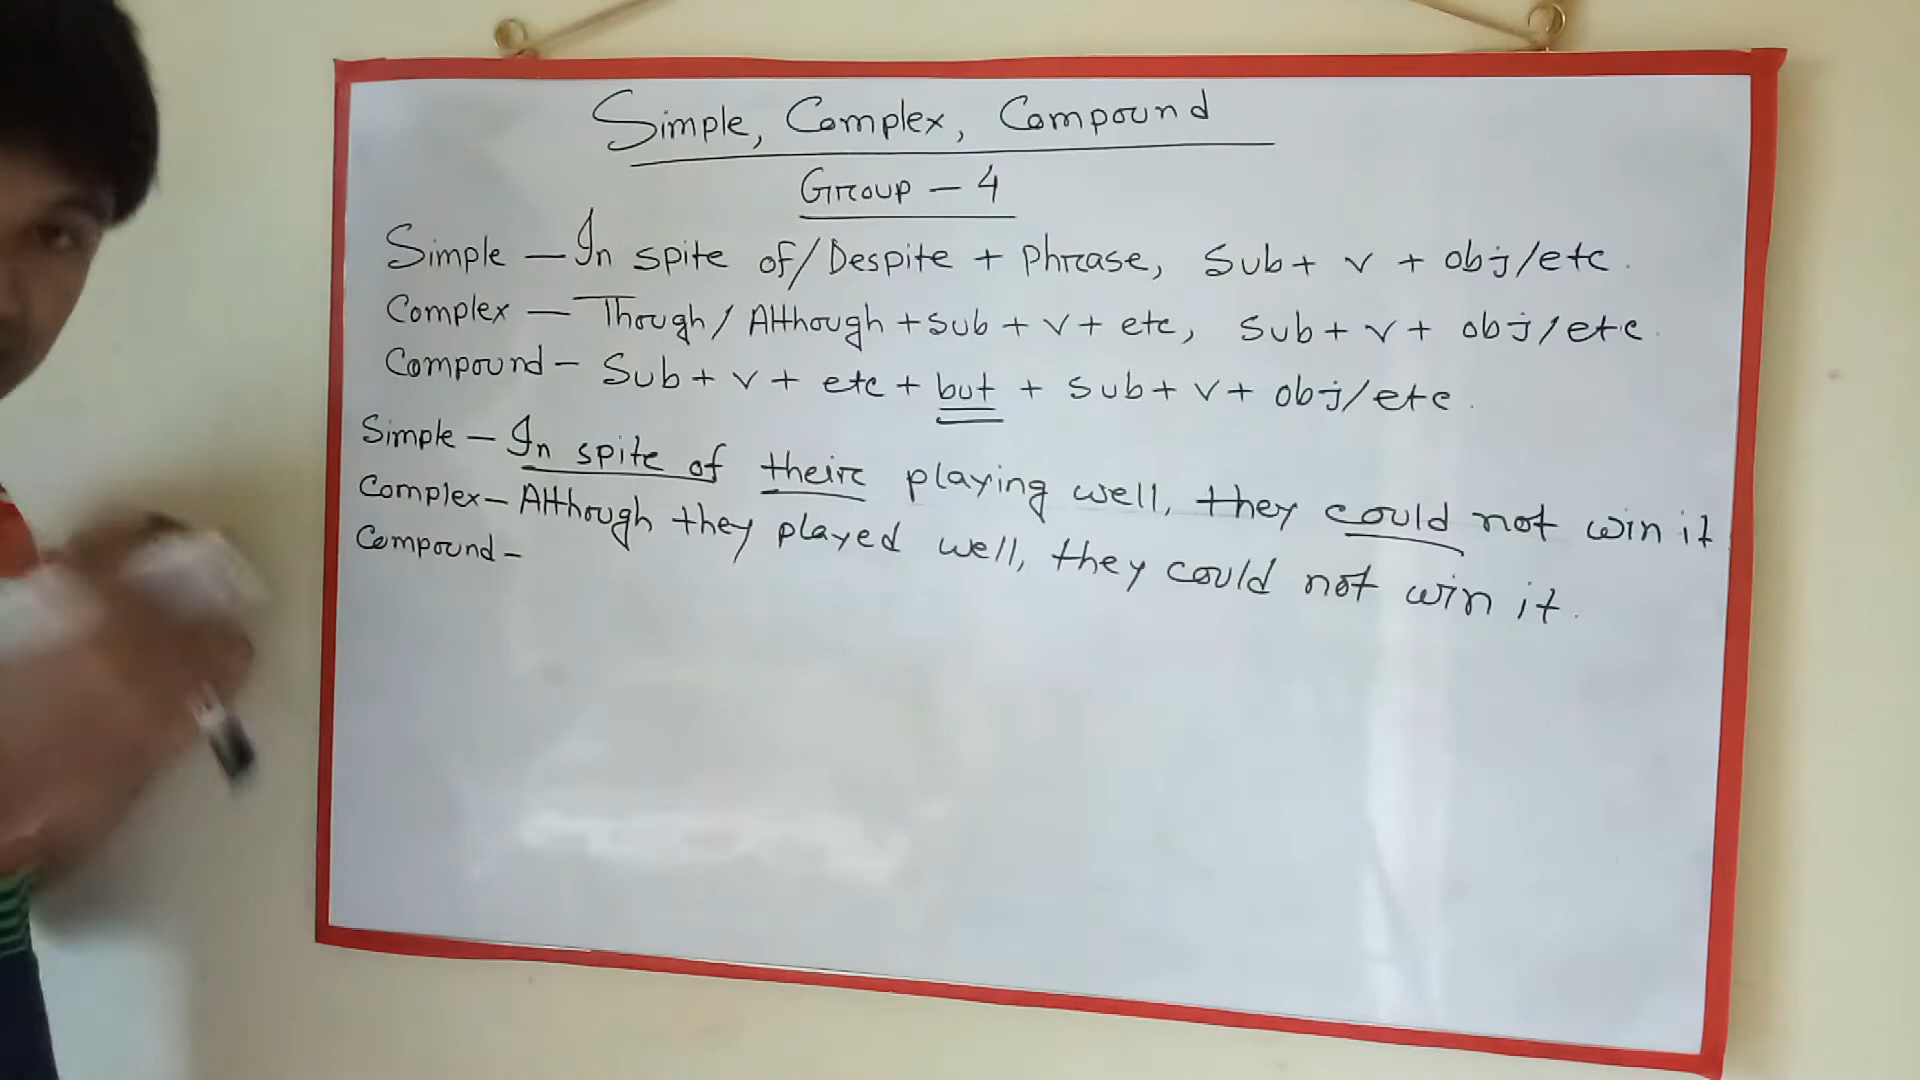 Simple, Complex, Compound
Group - 4
Simple - In spite of/Despite + Phrase, Sub + v + obj/etc.
Complex - Though/Although + sub + v + etc, Sub + v + obj/etc.
Compound - Sub + v + etc + but + sub + v + obj/etc.
Simple - In spite of their playing well, they could not win it
Complex - Although they played well, they could not win it.
Compound -